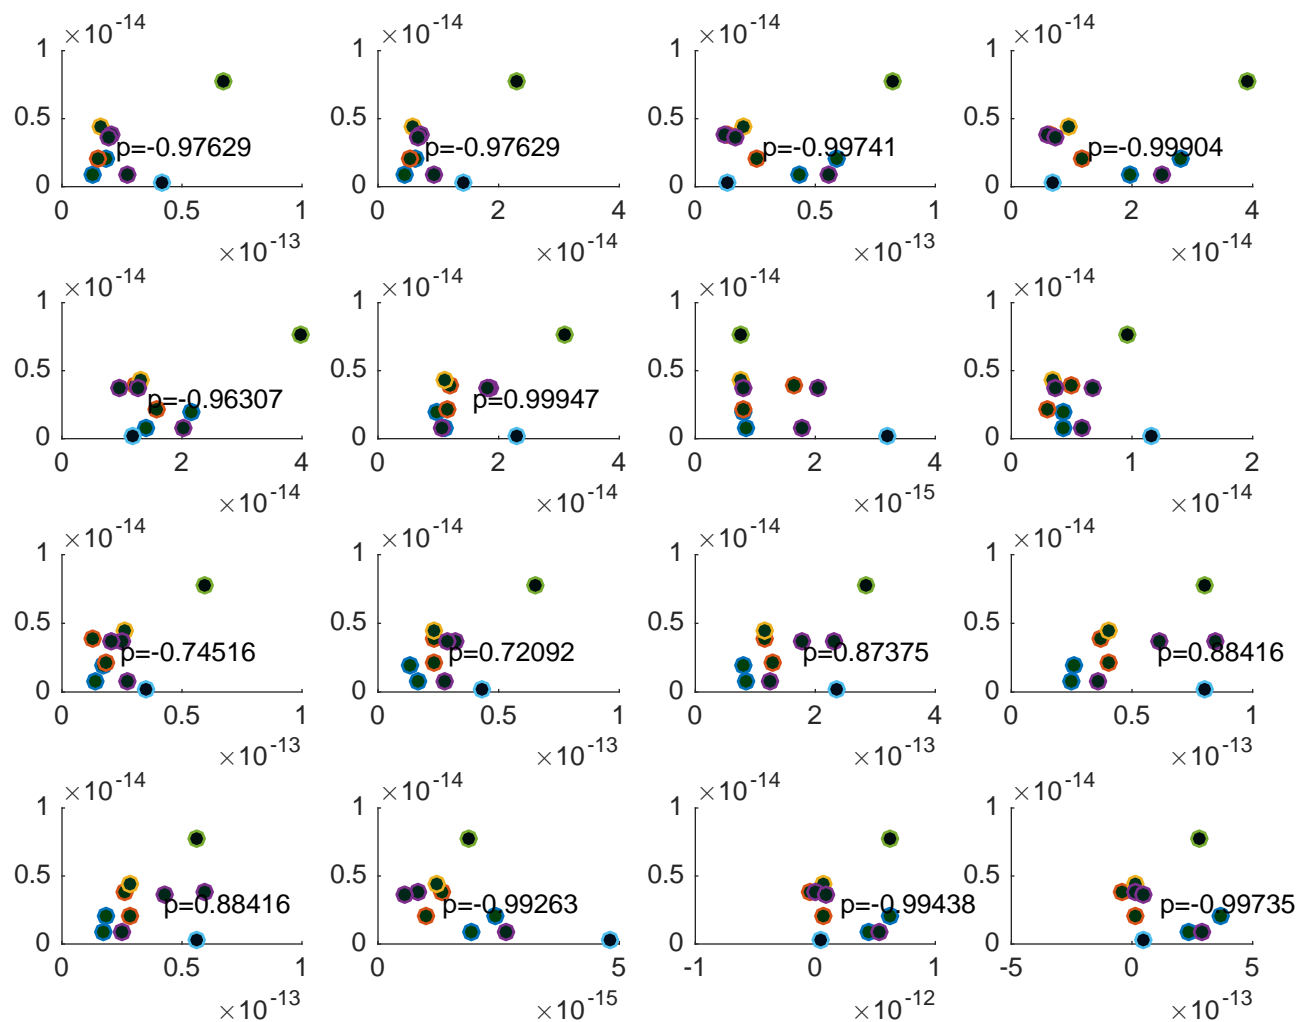 ×10-14 ×10-14 ×10-14 ×10-14
1 1 1 1
0.5 0.5 0.5 0.5
p=-0.97629 p=-0.97629 p=-0.99741 p=-0.99904
0 0 0 0
0 0.5 1 0 2 4 0 0.5 1 0 2 4
×10-13 ×10-14 ×10-13 ×10-14
×10-14 ×10-14 ×10-14 ×10-14
1 1 1 1
0.5 0.5 0.5 0.5
p=-0.96307 p=0.99947
0 0 0 0
0 2 4 0 2 4 0 2 4 0 1 2
×10-14 ×10-14 ×10-15 ×10-14
×10-14 ×10-14 ×10-14 ×10-14
1 1 1 1
0.5 0.5 0.5 0.5
p=-0.74516 p=0.72092 p=0.87375 p=0.88416
0 0 0 0
0 0.5 1 0 0.5 1 0 2 4 0 0.5 1
×10-13 ×10-13 ×10-13 ×10-13
×10-14 ×10-14 ×10-14 ×10-14
1 1 1 1
0.5 0.5 0.5 0.5
p=0.88416 p=-0.99263 p=-0.99438 p=-0.99735
0 0 0 0
0 0.5 1 0 5 -1 0 1 -5 0 5
×10-13 ×10-15 ×10-12 ×10-13